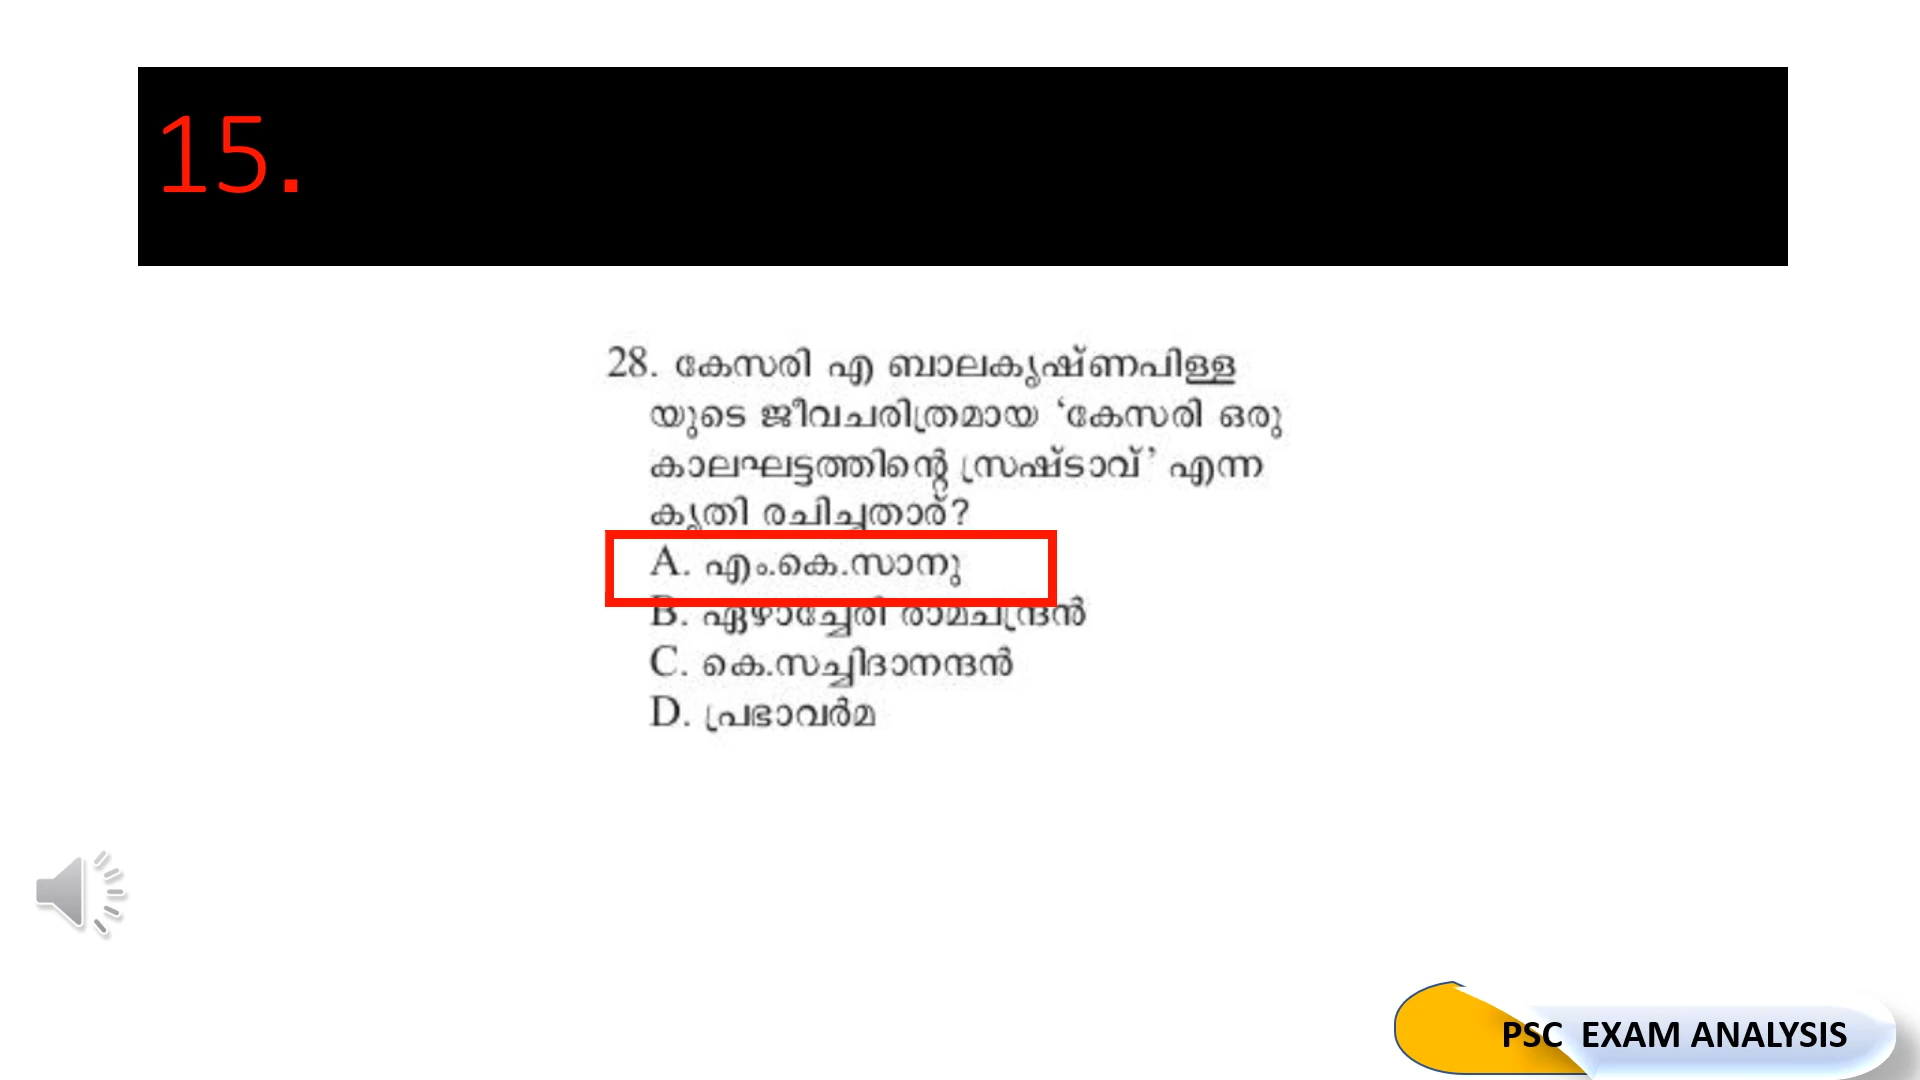 15.
28. കേസരി എ ബാലകൃഷ്ണപിള്ള
യുടെ ജീവചരിത്രമായ ‘കേസരി ഒരു
കാലഘട്ടത്തിന്റെ സ്രഷ്ടാവ്’ എന്ന
കൃതി രചിച്ചതാര്?
A. എം.കെ.സാനു
B. ഏഴാച്ചേരി രാമചന്ദ്രൻ
C. കെ.സച്ചിദാനന്ദൻ
D. പ്രഭാവർമ
PSC EXAM ANALYSIS